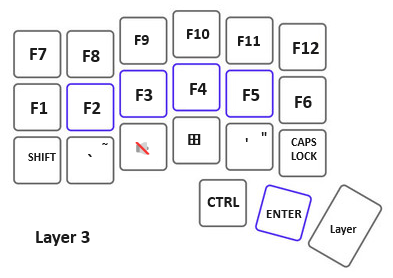 F7 F8 F9 F10 F11 F12
F1 F2 F3 F4 F5 F6
SHIFT ` ~ ' " CAPS
LOCK
CTRL ENTER Layer
Layer 3